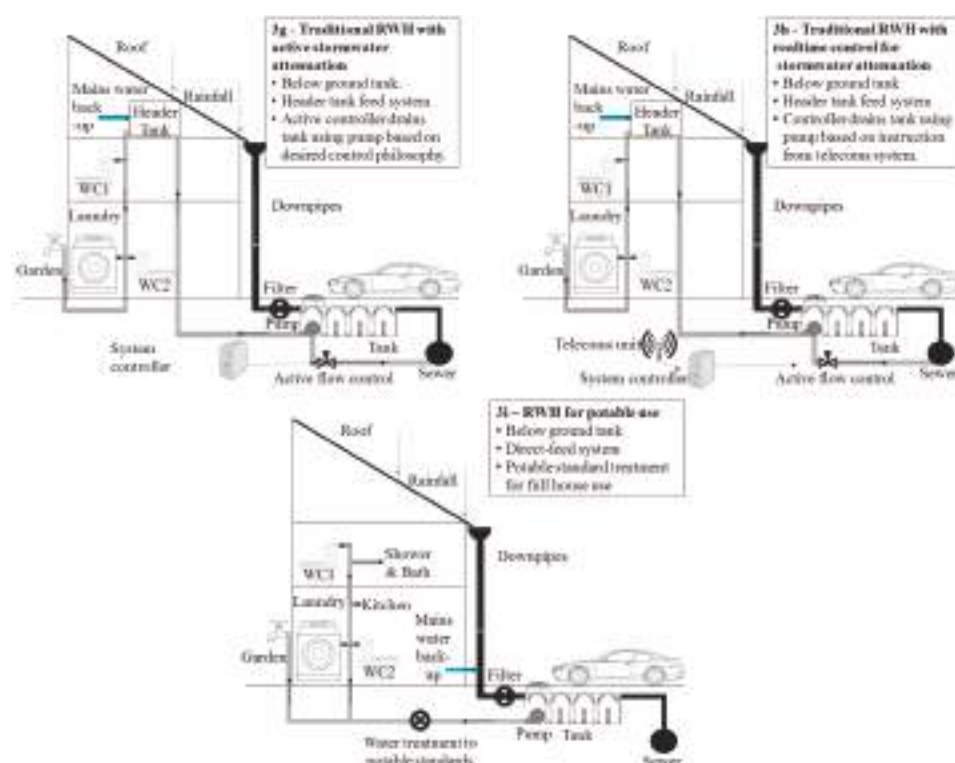 3g - Traditional RWH with
active stormwater
attenuation
• Below ground tank.
• Header tank feed system
• Active controller drains
tank using pump based on
desired control philosophy.
Roof
Rainfall
Mains water
back
-up
Header
Tank
WC1
Laundry
Garden
WC2
Downpipes
Filter
Pump
Tank
System
controller
Active flow control
Sewer
3h - Traditional RWH with
realtime control for
stormwater attenuation
• Below ground tank
• Header tank feed system
• Controller drains tank using
pump based on instruction
from telecoms system.
Roof
Rainfall
Mains water
back
-up
Header
Tank
WC1
Laundry
Garden
WC2
Downpipes
Filter
Pump
Tank
Telecoms unit
System controller
Active flow control
Sewer
3i – RWH for potable use
• Below ground tank
• Direct-feed system
• Potable standard treatment
for full house use
Roof
Rainfall
Downpipes
WC1
Shower
& Bath
Laundry
Kitchen
Garden
WC2
Mains
water
back-
up
Filter
Pump
Tank
Water treatment to
potable standards
Sewer